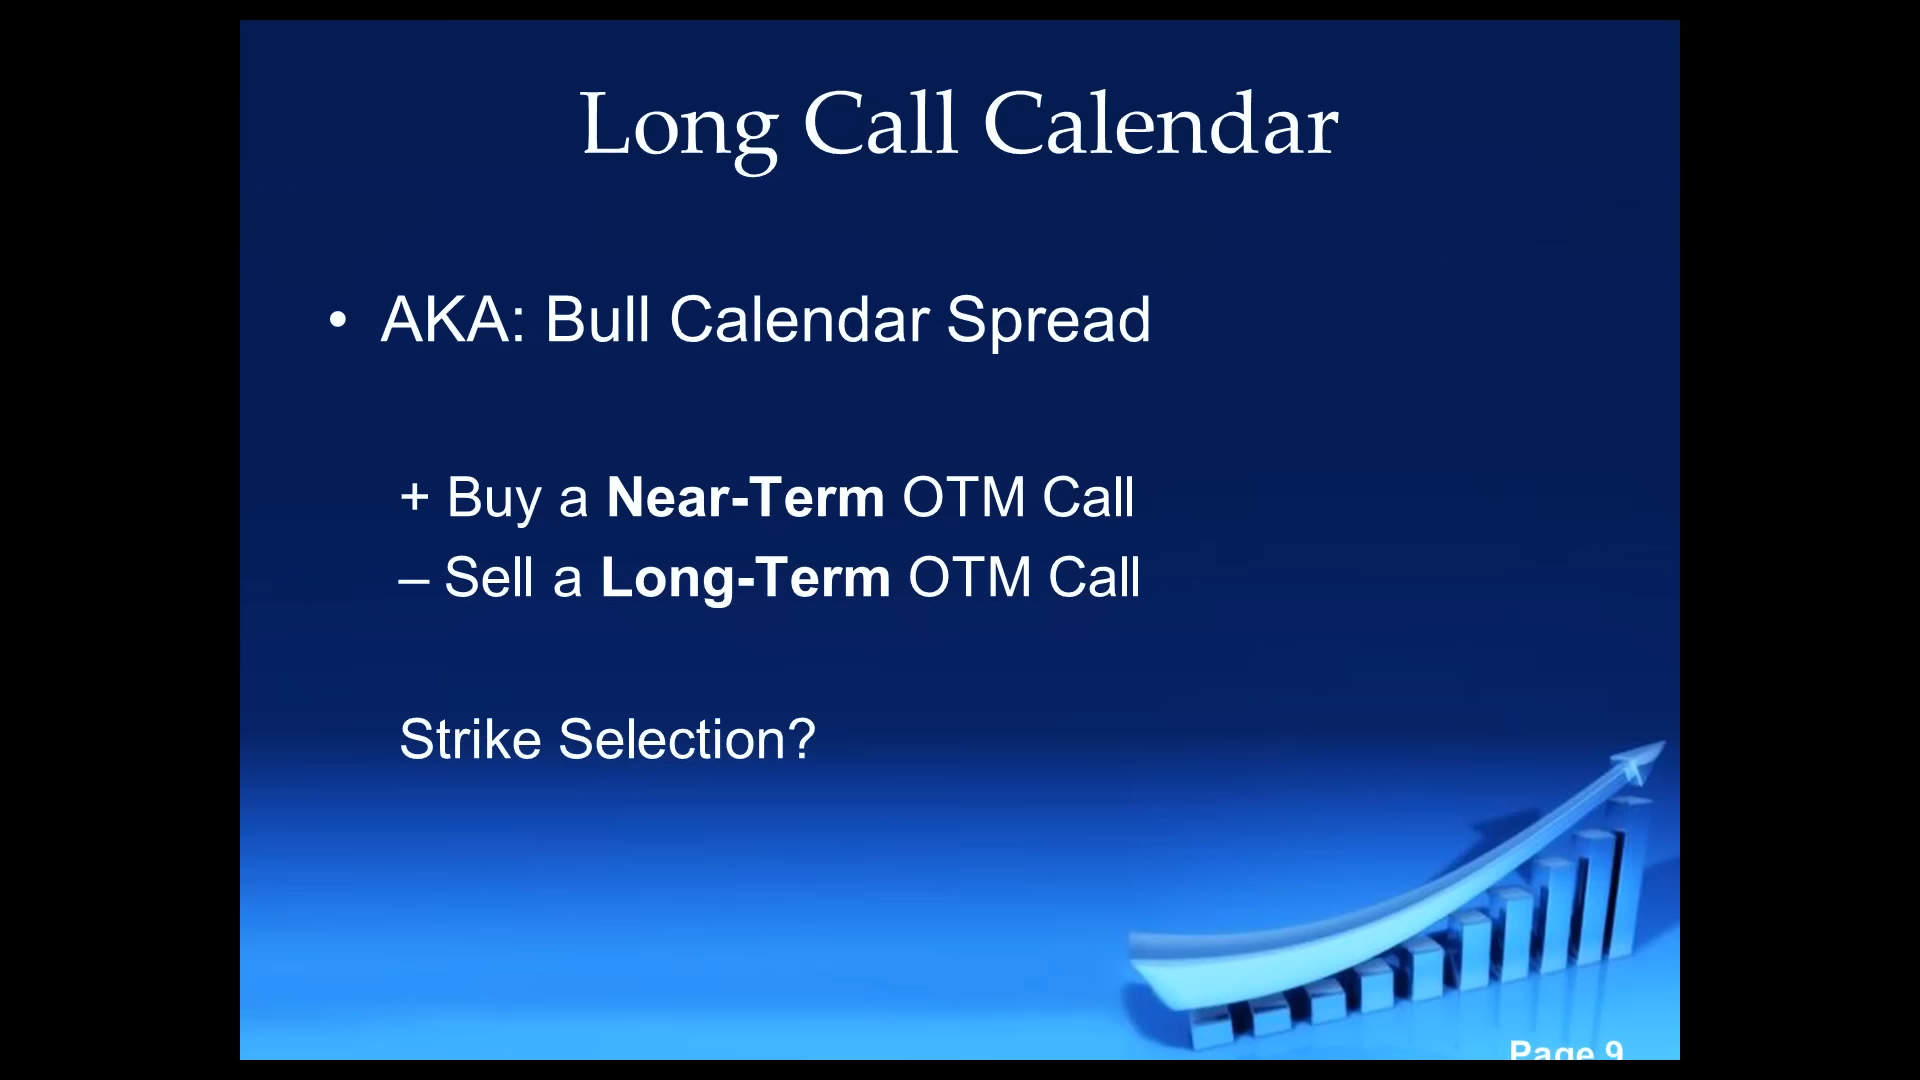 Long Call Calendar
• AKA: Bull Calendar Spread
+ Buy a Near-Term OTM Call
– Sell a Long-Term OTM Call
Strike Selection?
Page 9